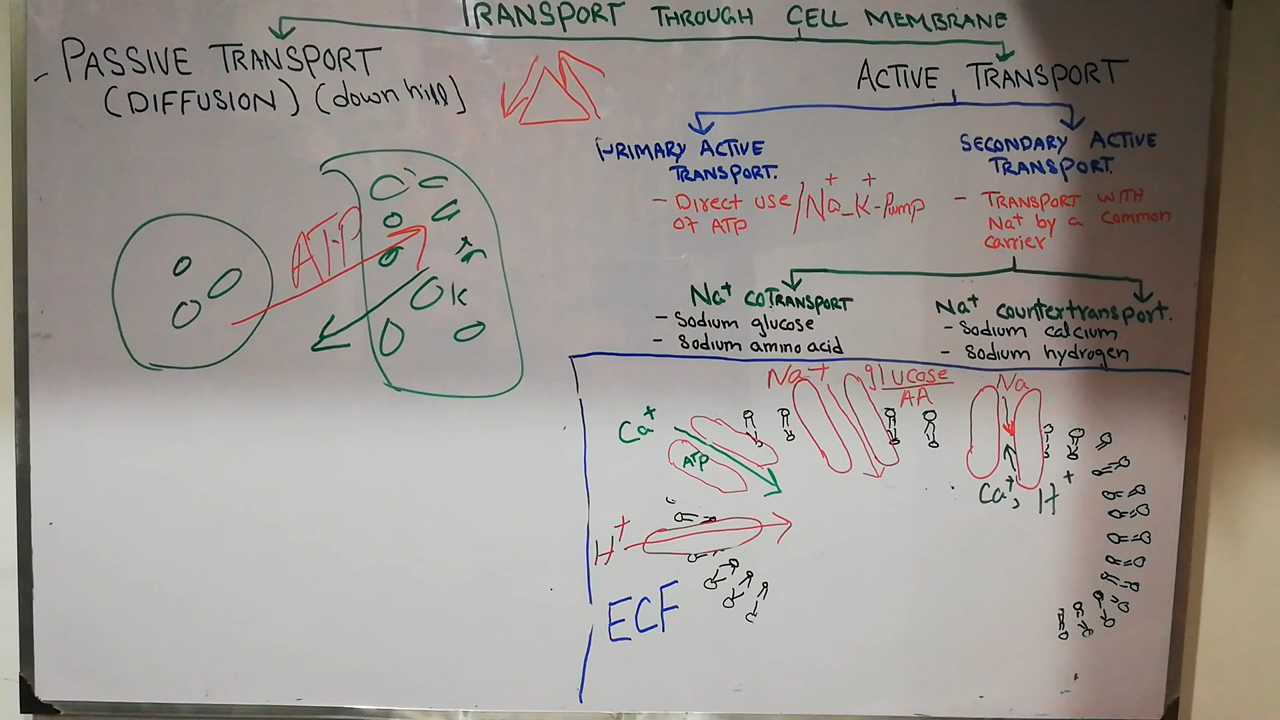 TRANSPORT THROUGH CELL MEMBRANE
- PASSIVE TRANSPORT
(DIFFUSION) (down hill)
ACTIVE TRANSPORT
PRIMARY ACTIVE
TRANSPORT.
- Direct use
of ATP
/Na+-K+-Pump
SECONDARY ACTIVE
TRANSPORT.
- TRANSPORT WITH
Na+ by a common
carrier
Na+ COTRANSPORT
- Sodium glucose
- Sodium amino acid
Na+ countertransport.
- Sodium calcium
- Sodium hydrogen
ATP
K
Na+
glucose
AA
Na
Ca+
ATP
Ca+, H+
H+
ECF